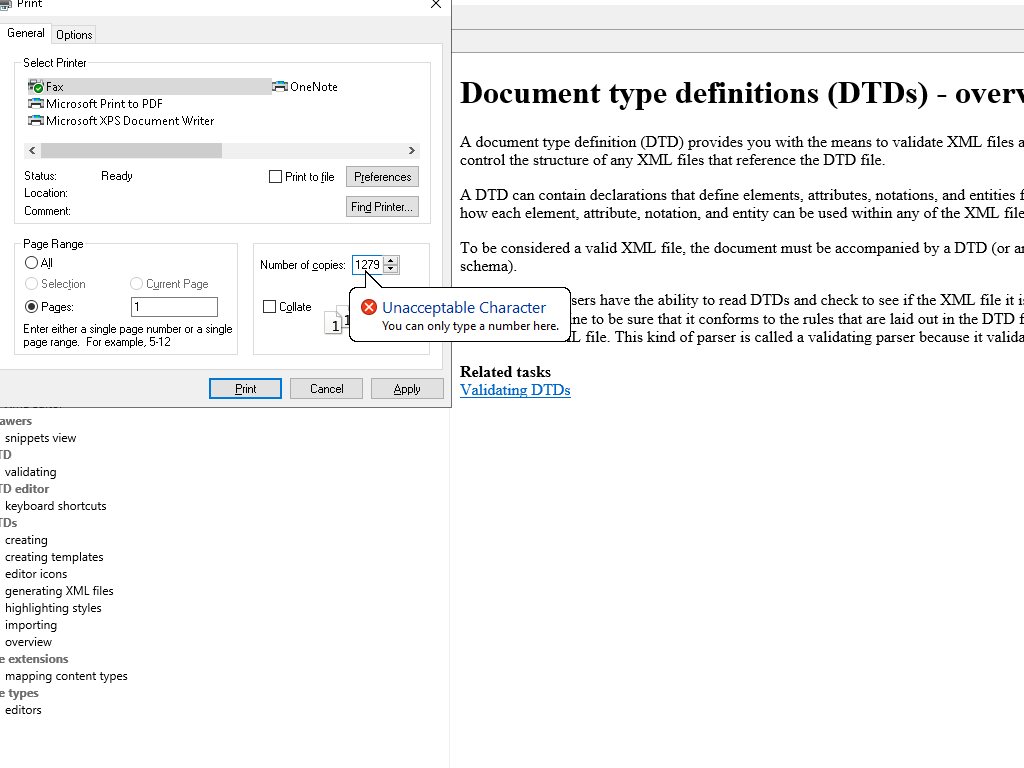 Print
General
Options
Select Printer
Fax
OneNote
Microsoft Print to PDF
Microsoft XPS Document Writer
Status:
Ready
Print to file
Preferences
Location:
Comment:
Find Printer...
Page Range
All
Selection
Current Page
Pages:
1
Enter either a single page number or a single
page range. For example, 5-12
Number of copies:
1279
Collate
1
1
Unacceptable Character
You can only type a number here.
Print
Cancel
Apply
awers
snippets view
TD
validating
TD editor
keyboard shortcuts
TDs
creating
creating templates
editor icons
generating XML files
highlighting styles
importing
overview
e extensions
mapping content types
e types
editors
Document type definitions (DTDs) - overv
A document type definition (DTD) provides you with the means to validate XML files a
control the structure of any XML files that reference the DTD file.
A DTD can contain declarations that define elements, attributes, notations, and entities f
how each element, attribute, notation, and entity can be used within any of the XML file
To be considered a valid XML file, the document must be accompanied by a DTD (or an
schema).
sers have the ability to read DTDs and check to see if the XML file it is
ne to be sure that it conforms to the rules that are laid out in the DTD f
L file. This kind of parser is called a validating parser because it valida
Related tasks
Validating DTDs